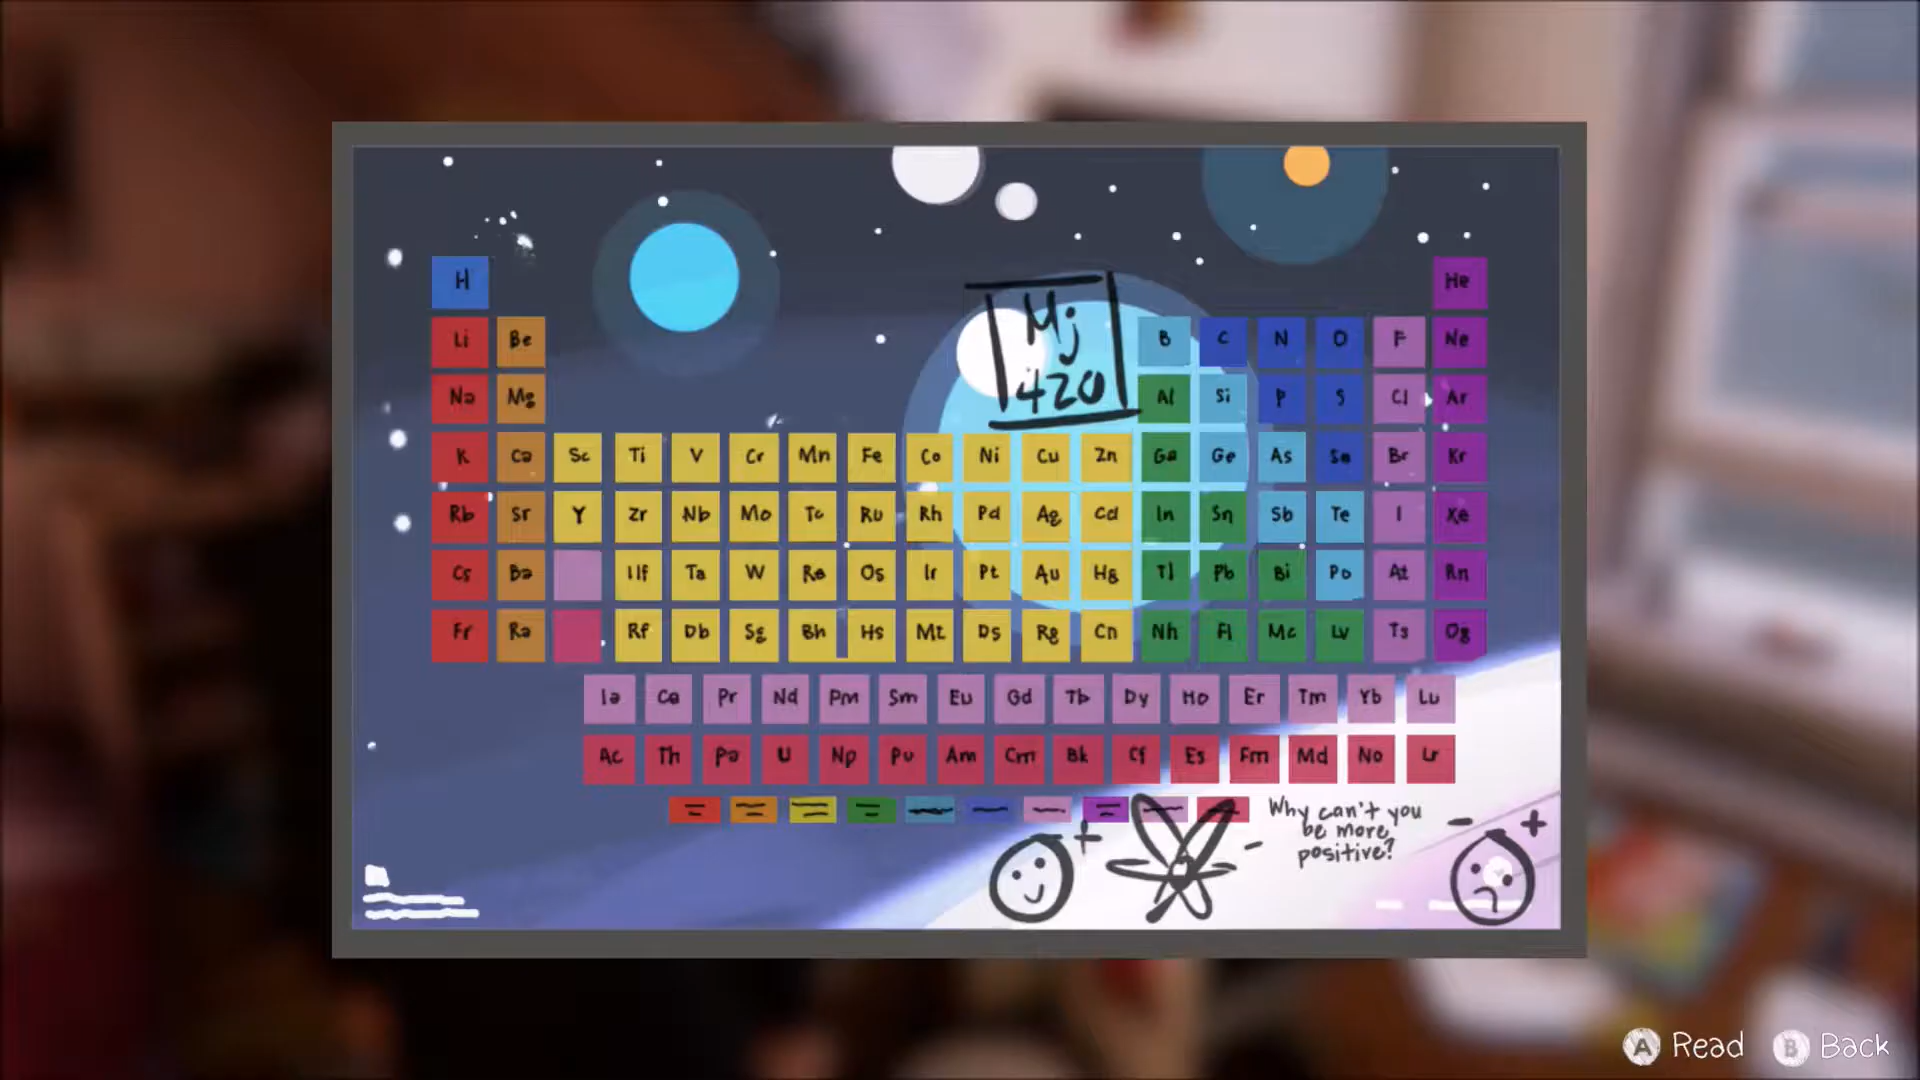 H He
Mj
420
Li Be B C N O F Ne
Na Mg Al Si P S Cl Ar
K Ca Sc Ti V Cr Mn Fe Co Ni Cu Zn Ga Ge As Se Br Kr
Rb Sr Y Zr Nb Mo Tc Ru Rh Pd Ag Cd In Sn Sb Te I Xe
Cs Ba Hf Ta W Re Os Ir Pt Au Hg Tl Pb Bi Po At Rn
Fr Ra Rf Db Sg Bh Hs Mt Ds Rg Cn Nh Fl Mc Lv Ts Og
la Ce Pr Nd Pm Sm Eu Gd Tb Dy Ho Er Tm Yb Lu
Ac Th Pa U Np Pu Am Cm Bk Cf Es Fm Md No Lr
Why can't you
be more
positive?
+ - - +
A Read B Back